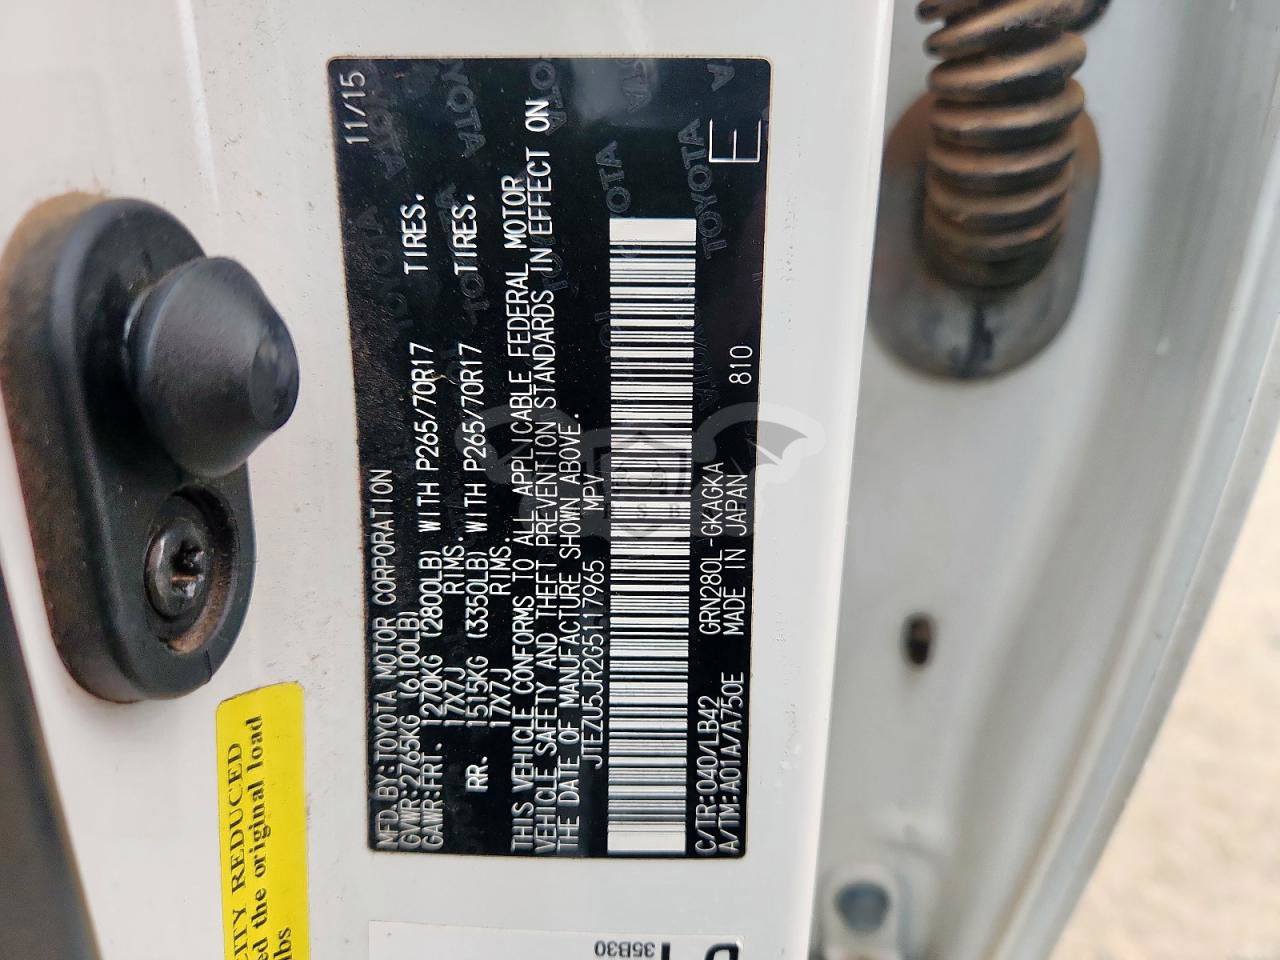 MFD.BY:TOYOTA MOTOR CORPORATION 11/15
GVWR:2765KG (6100LB)
GAWR:FRT. 1270KG (2800LB) WITH P265/70R17 TIRES.
17X7J RIMS.
RR. 1515KG (3350LB) WITH P265/70R17 TIRES.
17X7J RIMS.
THIS VEHICLE CONFORMS TO ALL APPLICABLE FEDERAL MOTOR
VEHICLE SAFETY AND THEFT PREVENTION STANDARDS IN EFFECT ON
THE DATE OF MANUFACTURE SHOWN ABOVE.
JTEZU5JR2G5117965 MPV
C/TR:040/LB42 GRN280L-GKAGKA 810
A/TM:A01A/A750E MADE IN JAPAN E
REDUCED
the original load
lbs
35B30